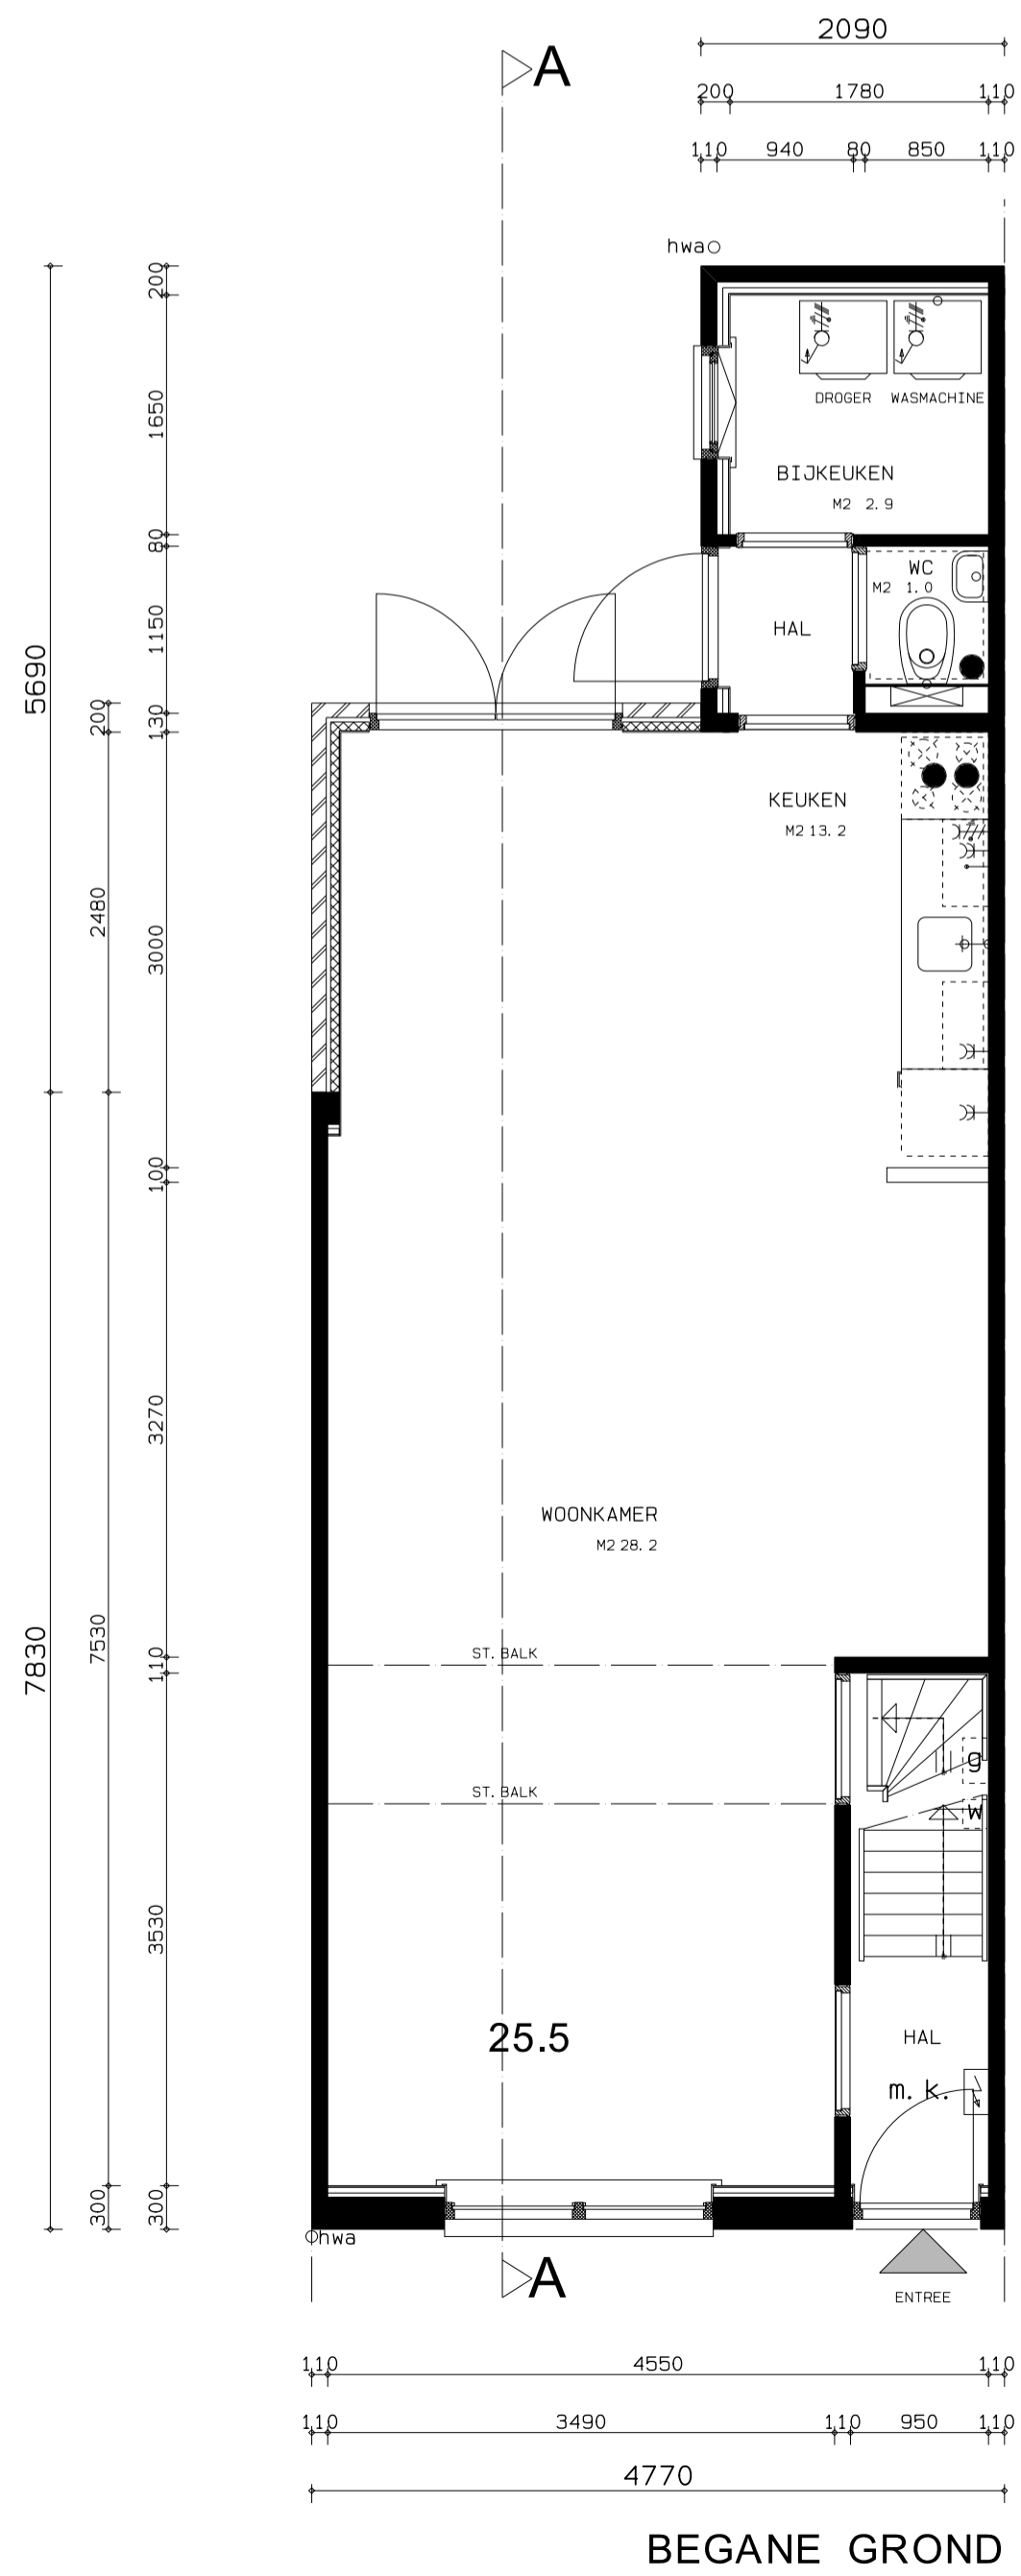 2090
A
200 1780 110
110 940 80 850 110
hwa
200
DROGER WASMACHINE
1650
BIJKEUKEN
M2 2.9
80
WC
M2 1.0
HAL
1150
5690
200
130
KEUKEN
M2 13.2
2480
3000
100
3270
WOONKAMER
M2 28.2
7830
7530
110
ST. BALK
g
ST. BALK
w
3530
25.5
HAL
m. k.
300
300
hwa
A
ENTREE
110 4550 110
110 3490 110 950 110
4770
BEGANE GROND